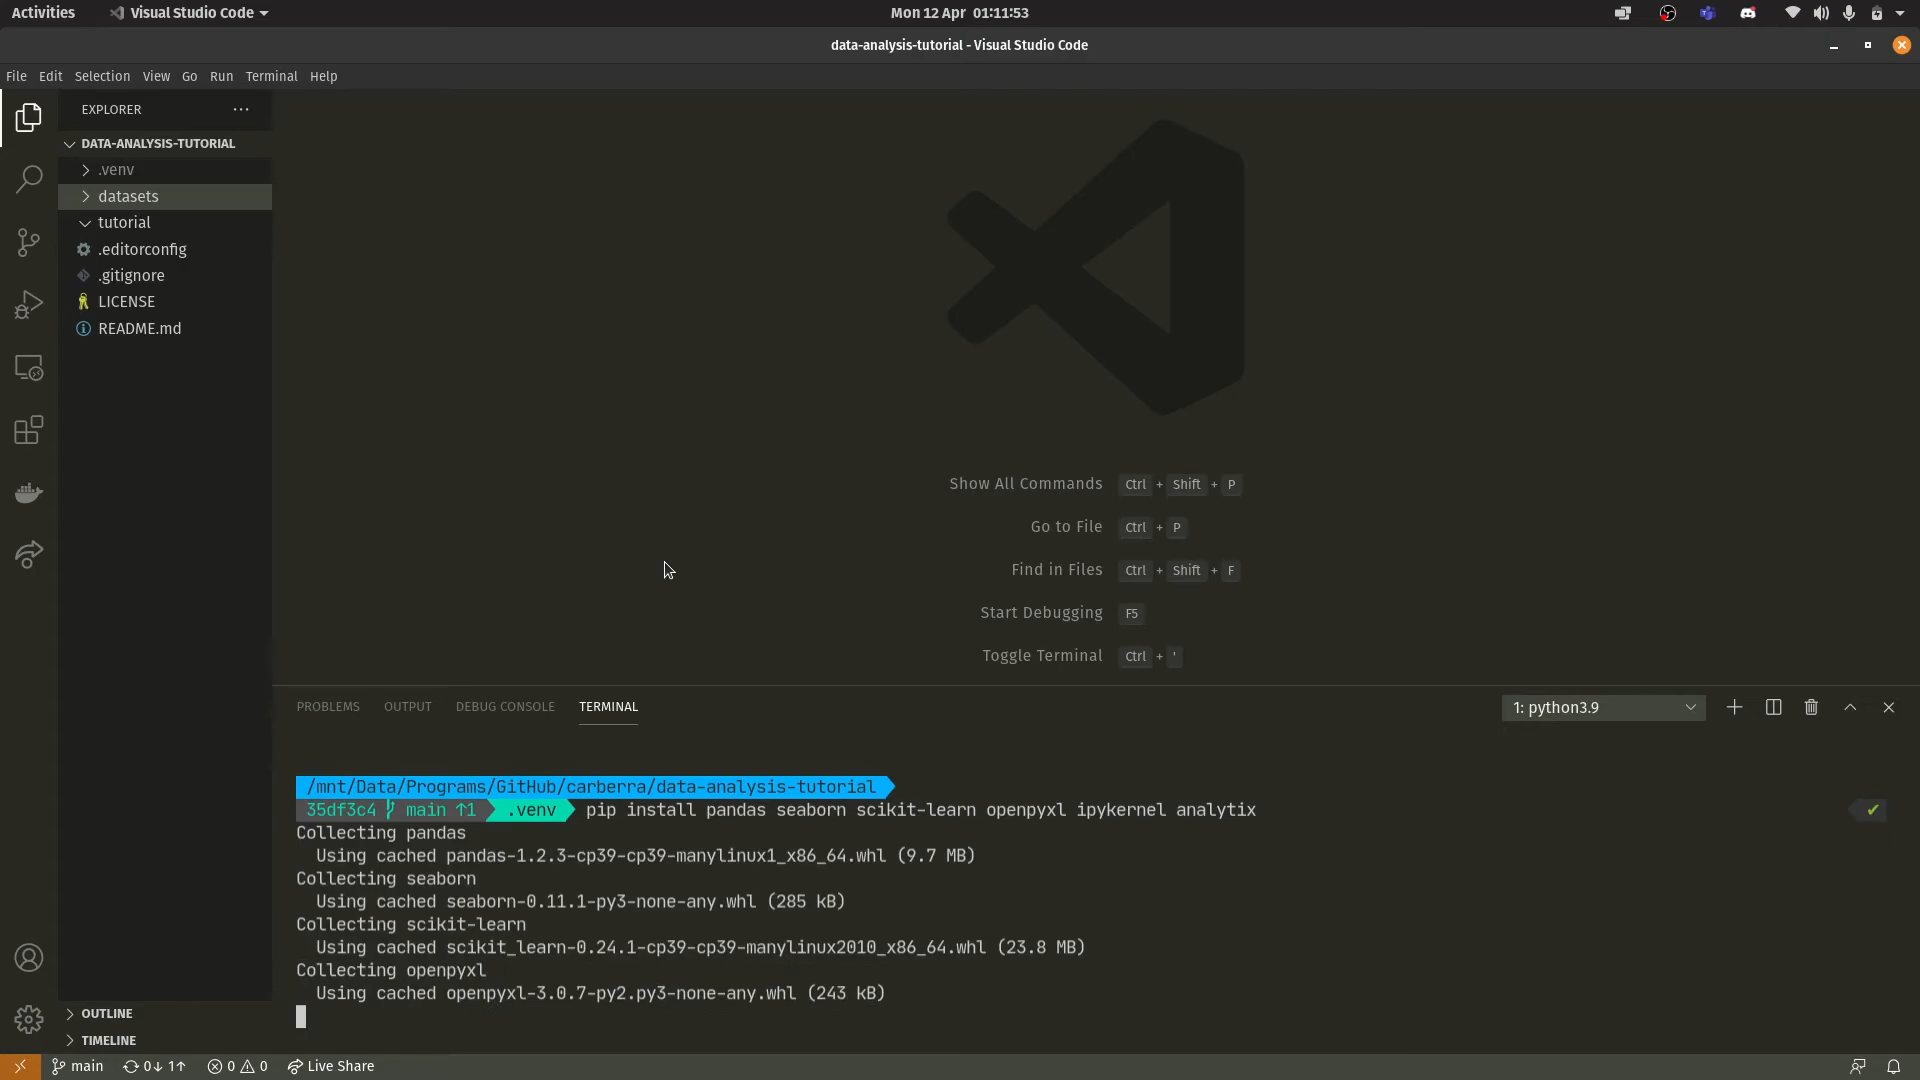 Activities
Visual Studio Code
Mon 12 Apr 01:11:53
data-analysis-tutorial - Visual Studio Code
File Edit Selection View Go Run Terminal Help
EXPLORER
DATA-ANALYSIS-TUTORIAL
.venv
datasets
tutorial
.editorconfig
.gitignore
LICENSE
README.md
OUTLINE
TIMELINE
Show All Commands Ctrl + Shift + P
Go to File Ctrl + P
Find in Files Ctrl + Shift + F
Start Debugging F5
Toggle Terminal Ctrl + '
PROBLEMS OUTPUT DEBUG CONSOLE TERMINAL
1: python3.9
/mnt/Data/Programs/GitHub/carberra/data-analysis-tutorial
35df3c4 main ↑1 .venv pip install pandas seaborn scikit-learn openpyxl ipykernel analytix
Collecting pandas
Using cached pandas-1.2.3-cp39-cp39-manylinux1_x86_64.whl (9.7 MB)
Collecting seaborn
Using cached seaborn-0.11.1-py3-none-any.whl (285 kB)
Collecting scikit-learn
Using cached scikit_learn-0.24.1-cp39-cp39-manylinux2010_x86_64.whl (23.8 MB)
Collecting openpyxl
Using cached openpyxl-3.0.7-py2.py3-none-any.whl (243 kB)
main 0↓ 1↑ 0 0 Live Share